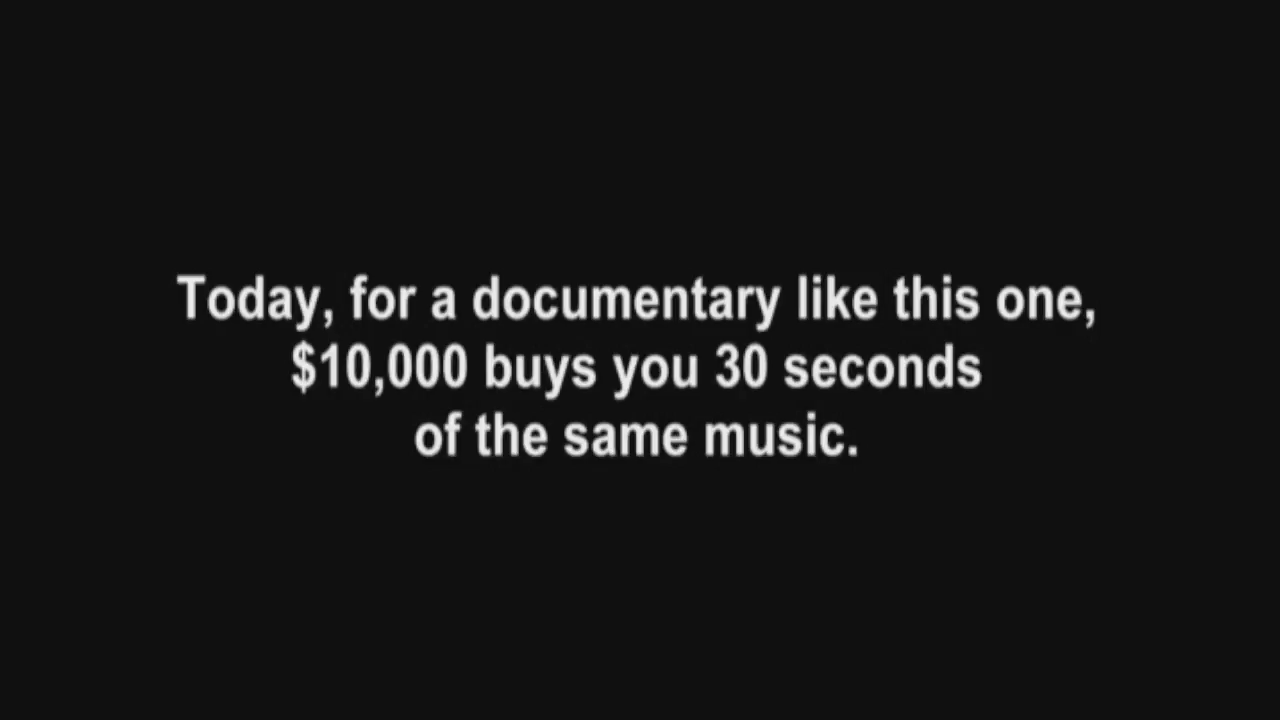 Today, for a documentary like this one,
$10,000 buys you 30 seconds
of the same music.